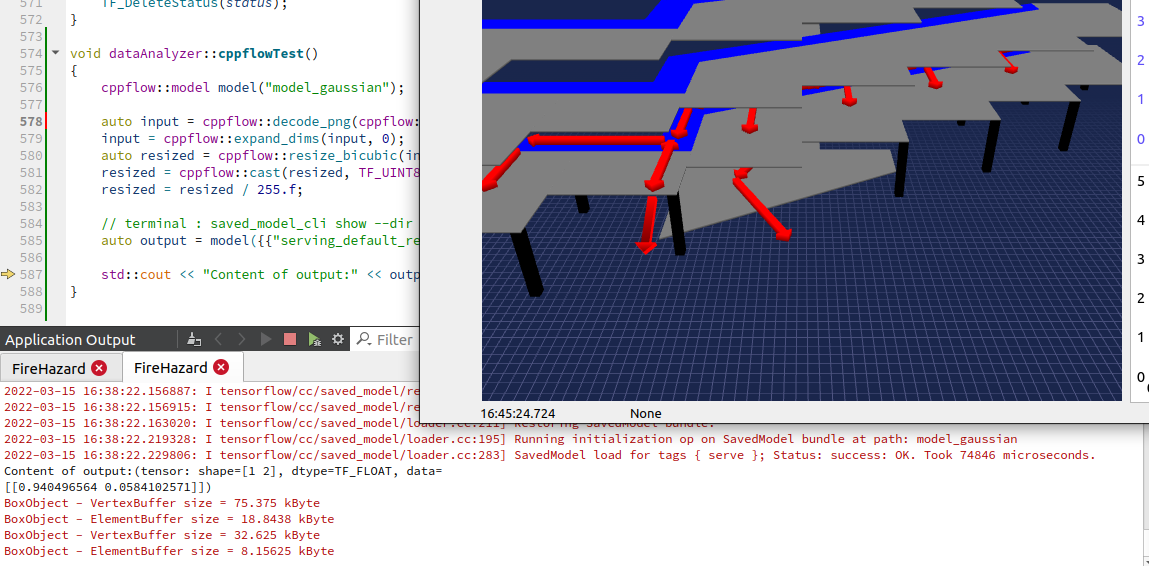 571 TF_DeleteStatus(status);
572 }
573
574 void dataAnalyzer::cppflowTest()
575 {
576 cppflow::model model("model_gaussian");
577
578 auto input = cppflow::decode_png(cppflow:
579 input = cppflow::expand_dims(input, 0);
580 auto resized = cppflow::resize_bicubic(in
581 resized = cppflow::cast(resized, TF_UINT8
582 resized = resized / 255.f;
583
584 // terminal : saved_model_cli show --dir
585 auto output = model({{"serving_default_re
586
587 std::cout << "Content of output:" << outp
588 }
589
3
2
1
0
5
4
3
2
1
0
16:45:24.724 None
Application Output
Filter
FireHazard
FireHazard
2022-03-15 16:38:22.156887: I tensorflow/cc/saved_model/re
2022-03-15 16:38:22.156915: I tensorflow/cc/saved_model/re
2022-03-15 16:38:22.163020: I tensorflow/cc/saved_model/loader.cc:211] Restoring SavedModel bundle.
2022-03-15 16:38:22.219328: I tensorflow/cc/saved_model/loader.cc:195] Running initialization op on SavedModel bundle at path: model_gaussian
2022-03-15 16:38:22.229806: I tensorflow/cc/saved_model/loader.cc:283] SavedModel load for tags { serve }; Status: success: OK. Took 74846 microseconds.
Content of output:(tensor: shape=[1 2], dtype=TF_FLOAT, data=
[[0.940496564 0.0584102571]])
BoxObject - VertexBuffer size = 75.375 kByte
BoxObject - ElementBuffer size = 18.8438 kByte
BoxObject - VertexBuffer size = 32.625 kByte
BoxObject - ElementBuffer size = 8.15625 kByte